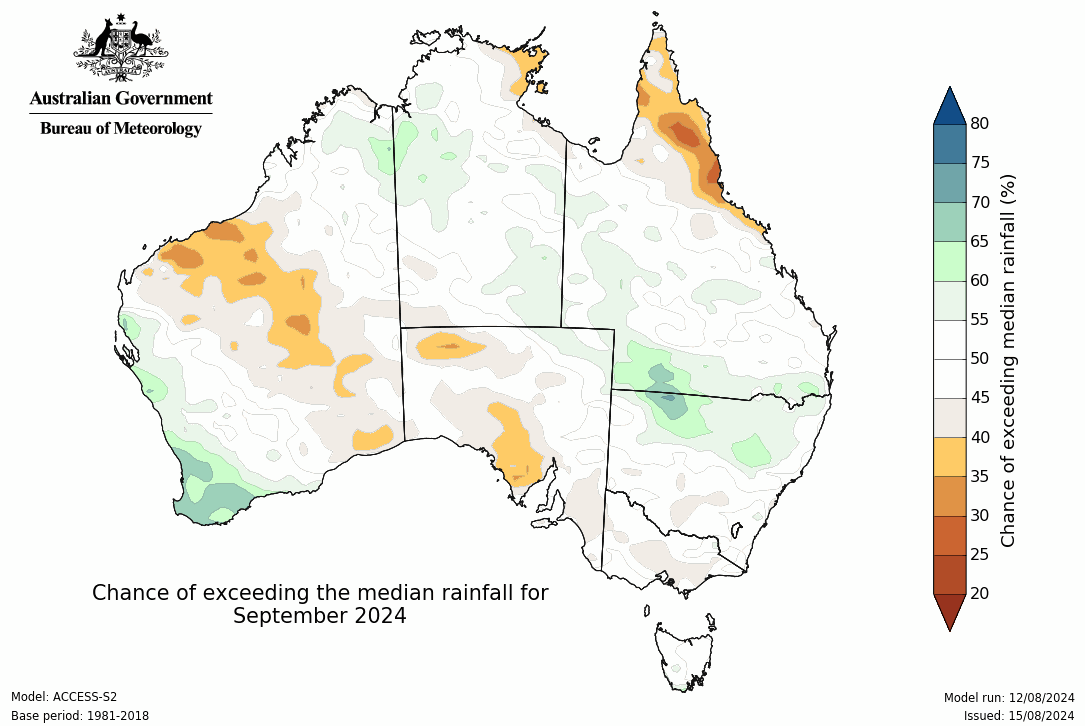 Australian Government
Bureau of Meteorology
80
75
70
65
60
55
50
45
40
35
30
25
20
Chance of exceeding median rainfall (%)
Chance of exceeding the median rainfall for
September 2024
Model: ACCESS-S2
Base period: 1981-2018
Model run: 12/08/2024
Issued: 15/08/2024